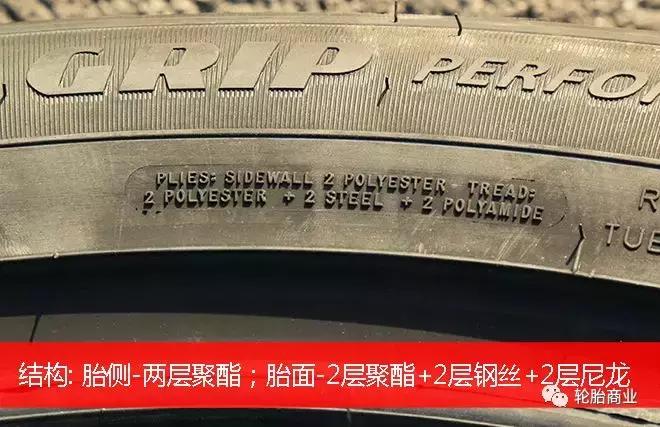 GRIP PERFO
PLIES: SIDEWALL 2 POLYESTER TREAD:
2 POLYESTER + 2 STEEL + 2 POLYAMIDE
R
TUB
结构: 胎侧-两层聚酯；胎面-2层聚酯+2层钢丝+2层尼龙
轮胎商业